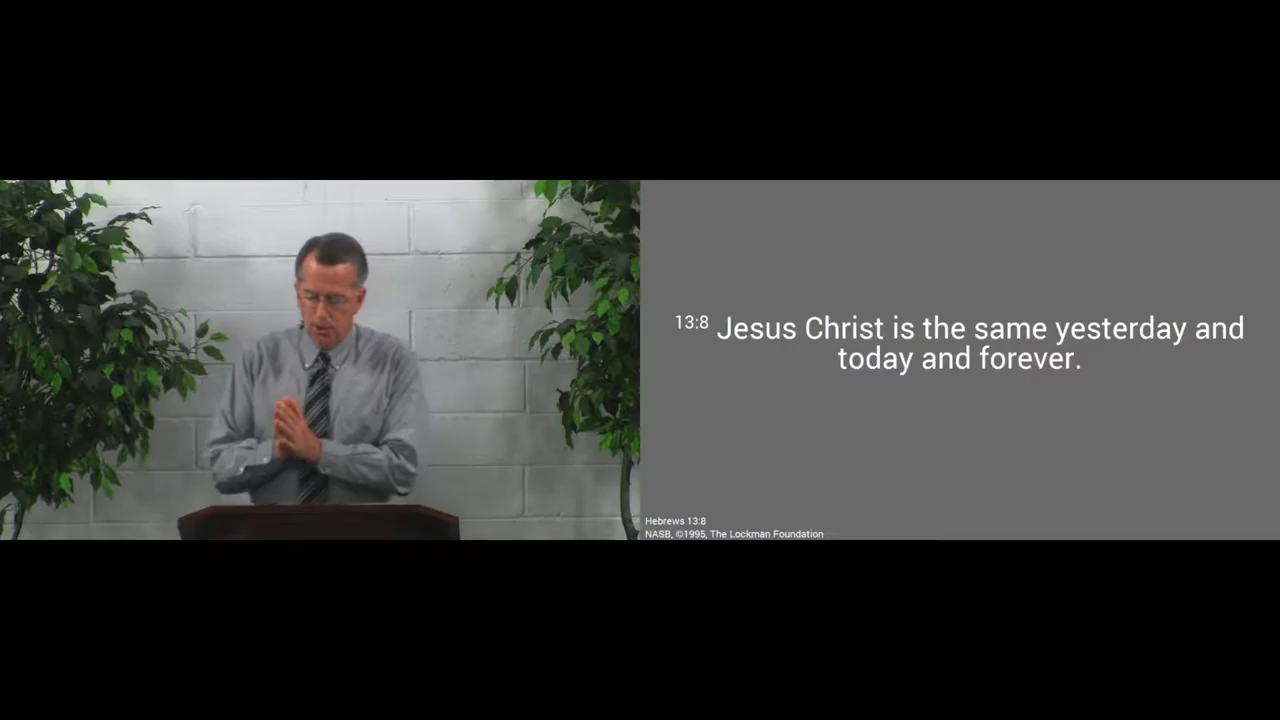 13:8 Jesus Christ is the same yesterday and
today and forever.
Hebrews 13:8
NASB, ©1995, The Lockman Foundation